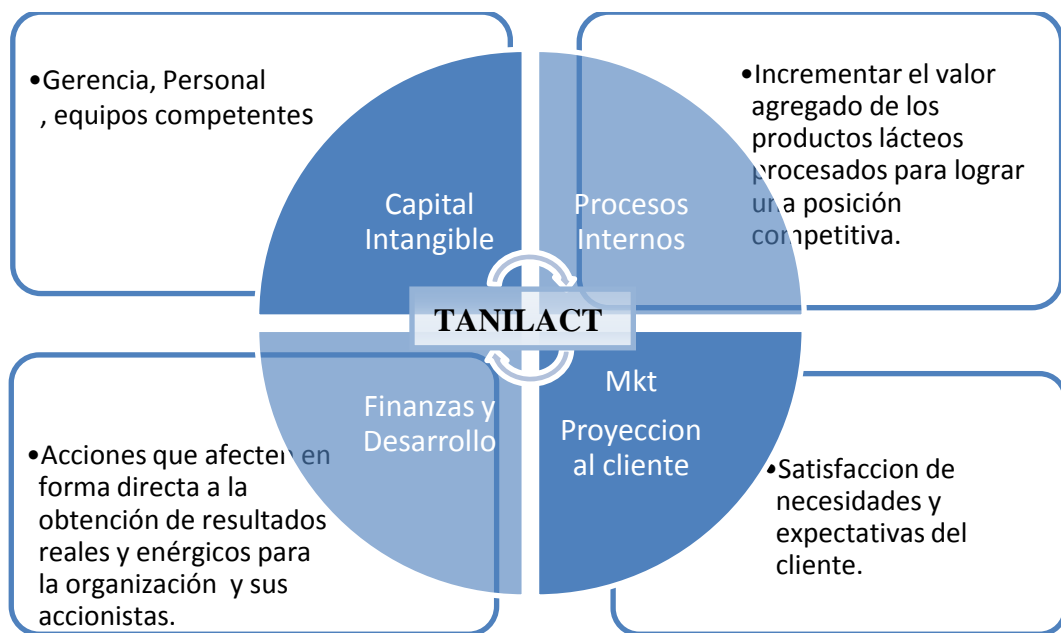 •Gerencia, Personal
, equipos competentes
Capital
Intangible
Procesos
Internos
•Incrementar el valor
agregado de los
productos lácteos
procesados para lograr
una posición
competitiva.
TANILACT
•Acciones que afecten en
forma directa a la
obtención de resultados
reales y enérgicos para
la organización y sus
accionistas.
Finanzas y
Desarrollo
Mkt
Proyeccion
al cliente
•Satisfaccion de
necesidades y
expectativas del
cliente.